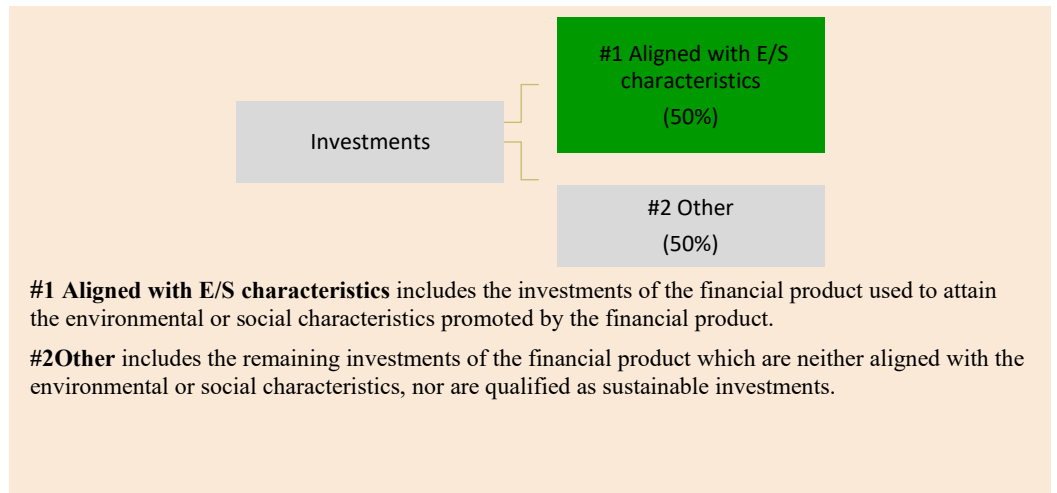 #1 Aligned with E/S
characteristics
(50%)
Investments
#2 Other
(50%)
#1 Aligned with E/S characteristics includes the investments of the financial product used to attain
the environmental or social characteristics promoted by the financial product.
#2Other includes the remaining investments of the financial product which are neither aligned with the
environmental or social characteristics, nor are qualified as sustainable investments.